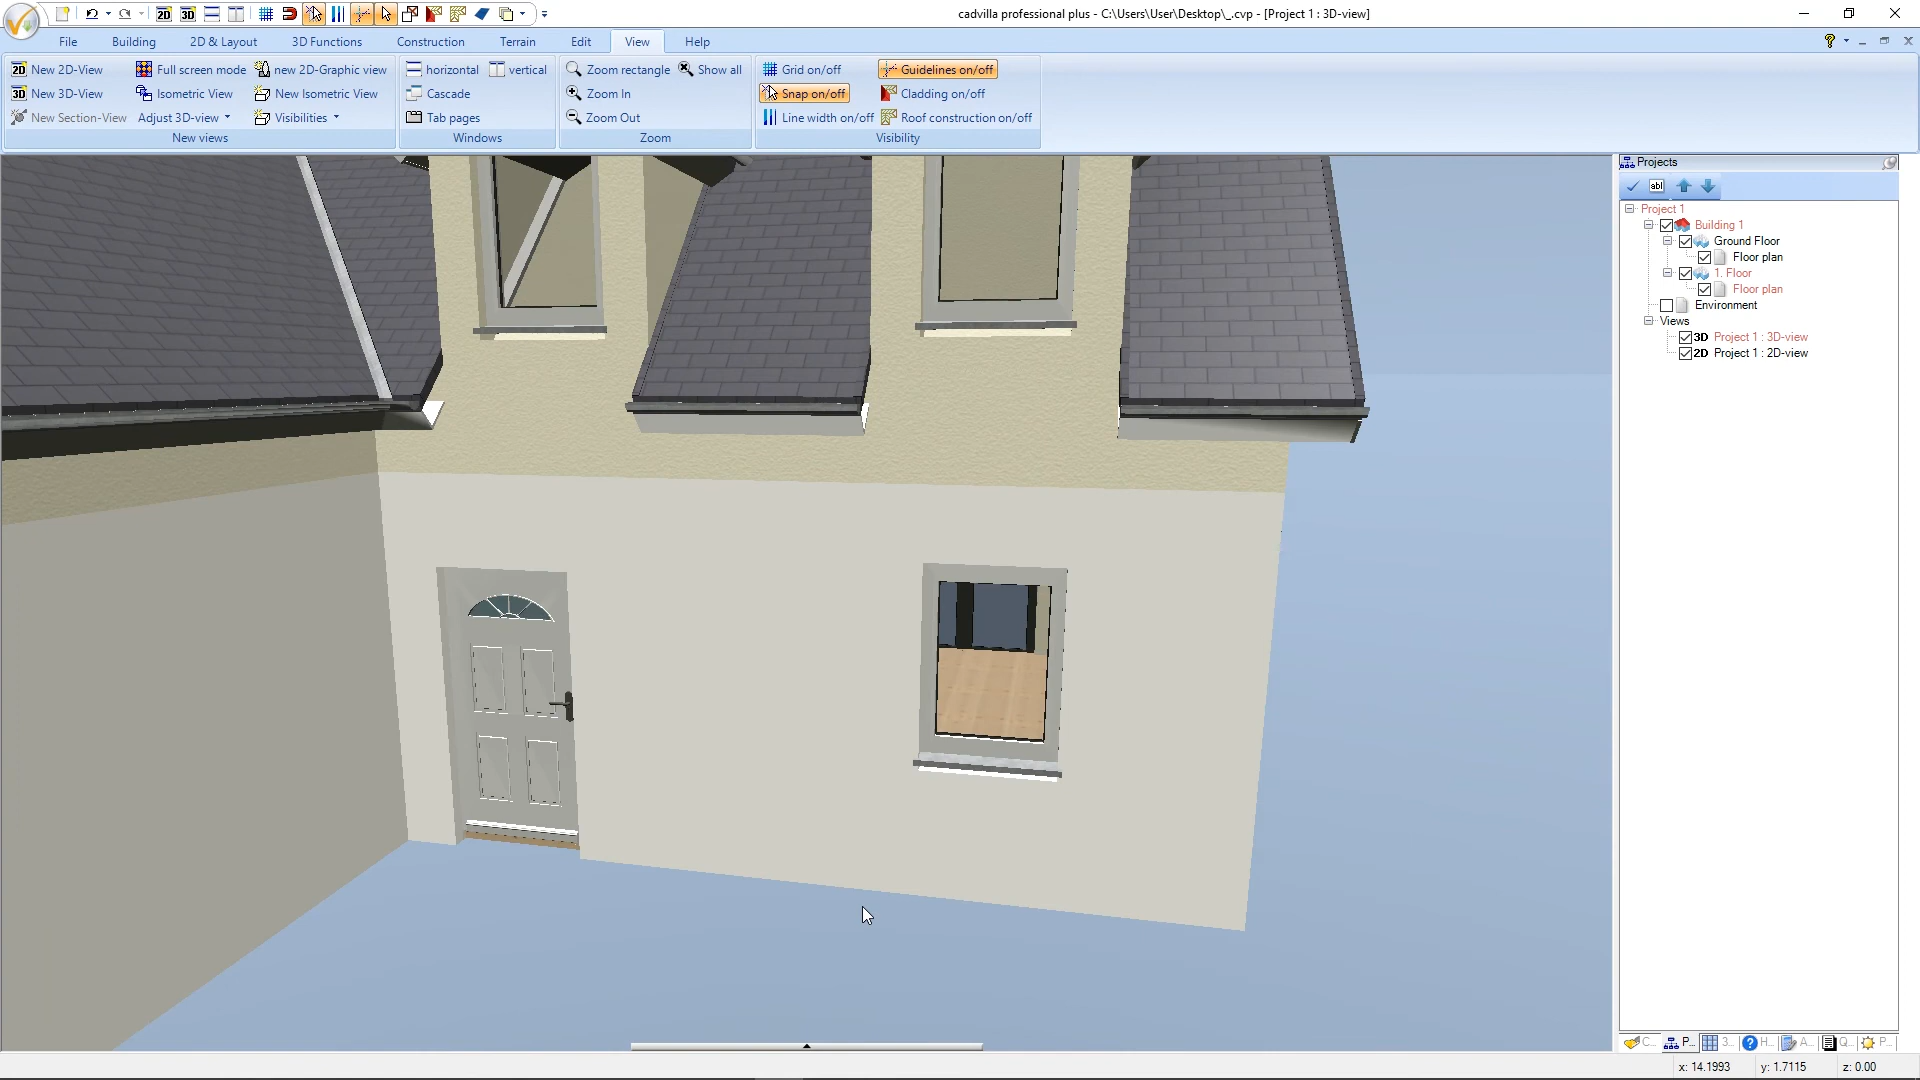 2D 3D
cadvilla professional plus - C:\Users\User\Desktop\_.cvp - [Project 1 : 3D-view]
File Building 2D & Layout 3D Functions Construction Terrain Edit View Help
2D New 2D-View Full screen mode new 2D-Graphic view horizontal vertical Zoom rectangle Show all Grid on/off Guidelines on/off
3D New 3D-View Isometric View New Isometric View Cascade Zoom In Snap on/off Cladding on/off
New Section-View Adjust 3D-view Visibilities Tab pages Zoom Out Line width on/off Roof construction on/off
New views Windows Zoom Visibility
Projects
abl
Project 1
Building 1
Ground Floor
Floor plan
1. Floor
Floor plan
Environment
Views
3D Project 1 : 3D-view
2D Project 1 : 2D-view
C... P... 3... H... A... Q... P...
x: 14.1993 y: 1.7115 z: 0.00